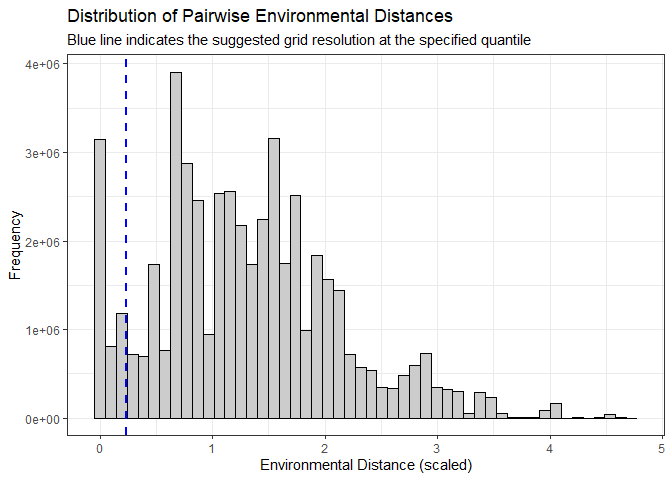 Distribution of Pairwise Environmental Distances
Blue line indicates the suggested grid resolution at the specified quantile
4e+06
3e+06
2e+06
1e+06
0e+00
Frequency
0 1 2 3 4 5
Environmental Distance (scaled)